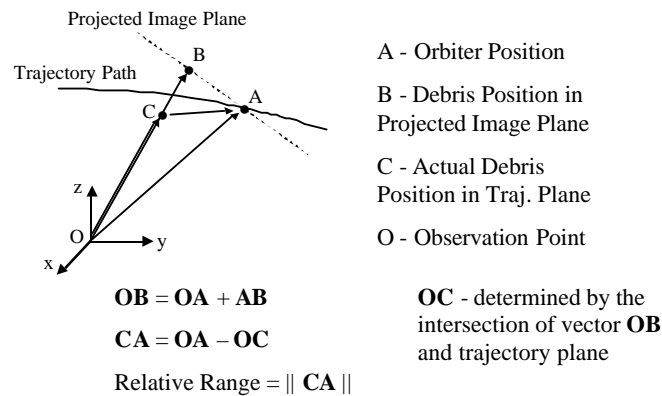 Projected Image Plane
B
Trajectory Path
A
C
z
O
y
x
A - Orbiter Position
B - Debris Position in
Projected Image Plane
C - Actual Debris
Position in Traj. Plane
O - Observation Point
OB = OA + AB
CA = OA – OC
Relative Range = || CA ||
OC - determined by the
intersection of vector OB
and trajectory plane